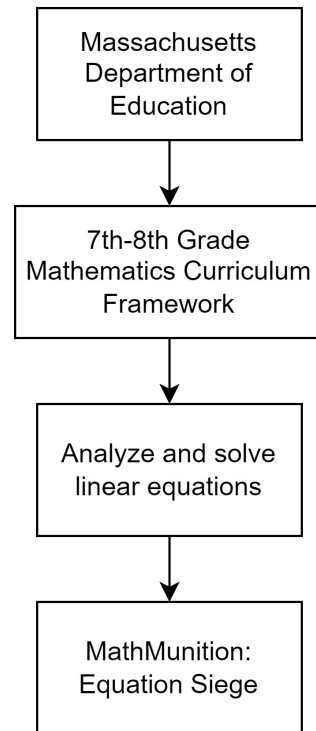 Massachusetts
Department of
Education
7th-8th Grade
Mathematics Curriculum
Framework
Analyze and solve
linear equations
MathMunition:
Equation Siege